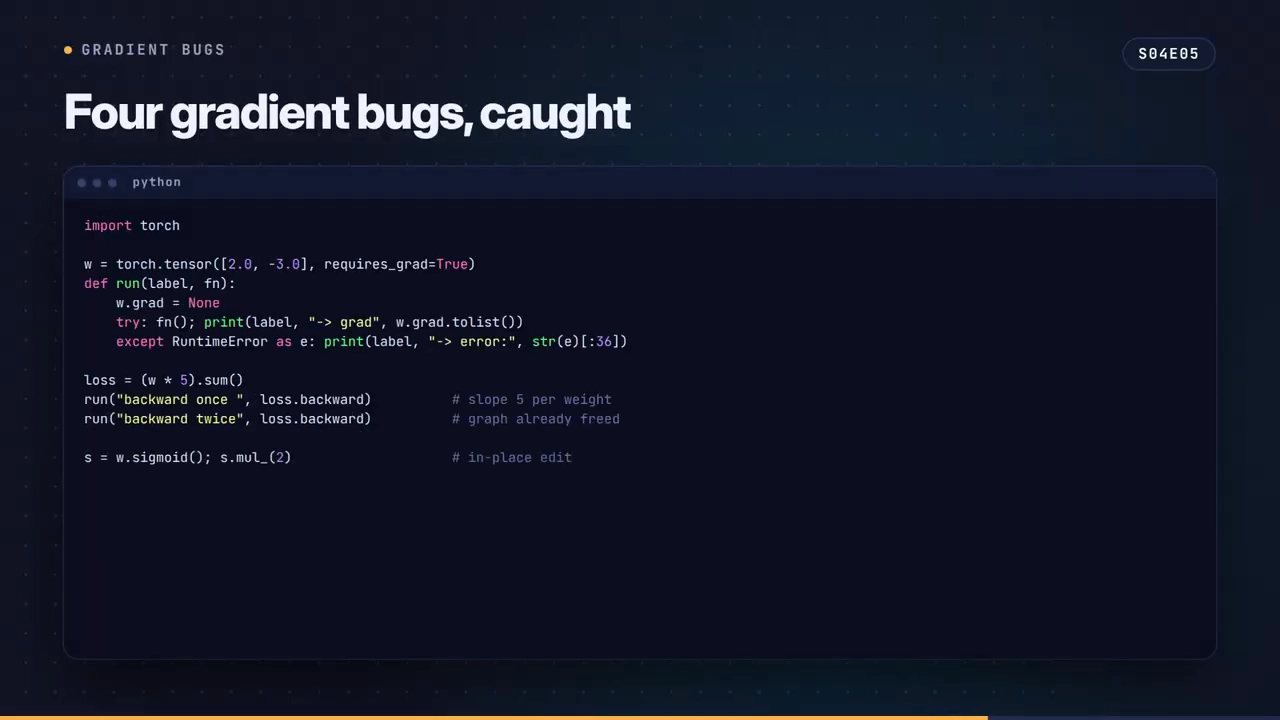 GRADIENT BUGS
S04E05
Four gradient bugs, caught
python
import torch
w = torch.tensor([2.0, -3.0], requires_grad=True)
def run(label, fn):
    w.grad = None
    try: fn(); print(label, "-> grad", w.grad.tolist())
    except RuntimeError as e: print(label, "-> error:", str(e)[:36])
loss = (w * 5).sum()
run("backward once ", loss.backward)          # slope 5 per weight
run("backward twice", loss.backward)          # graph already freed
s = w.sigmoid(); s.mul_(2)                    # in-place edit